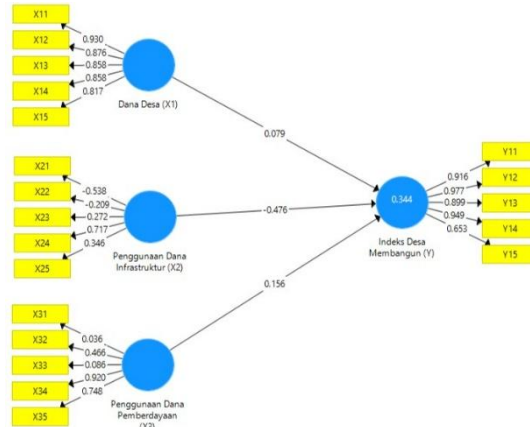 X11
X12
X13
X14
X15
0.930
0.876
0.858
0.858
0.817
Dana Desa (X1)
0.079
X21
X22
X23
X24
X25
-0.538
-0.209
0.272
0.717
0.346
Penggunaan Dana
Infrastruktur (X2)
-0.476
X31
X32
X33
X34
X35
0.036
0.466
0.086
0.920
0.748
Penggunaan Dana
Pemberdayaan
0.156
0.344
Indeks Desa
Membangun (Y)
0.916
0.977
0.899
0.949
0.653
Y11
Y12
Y13
Y14
Y15